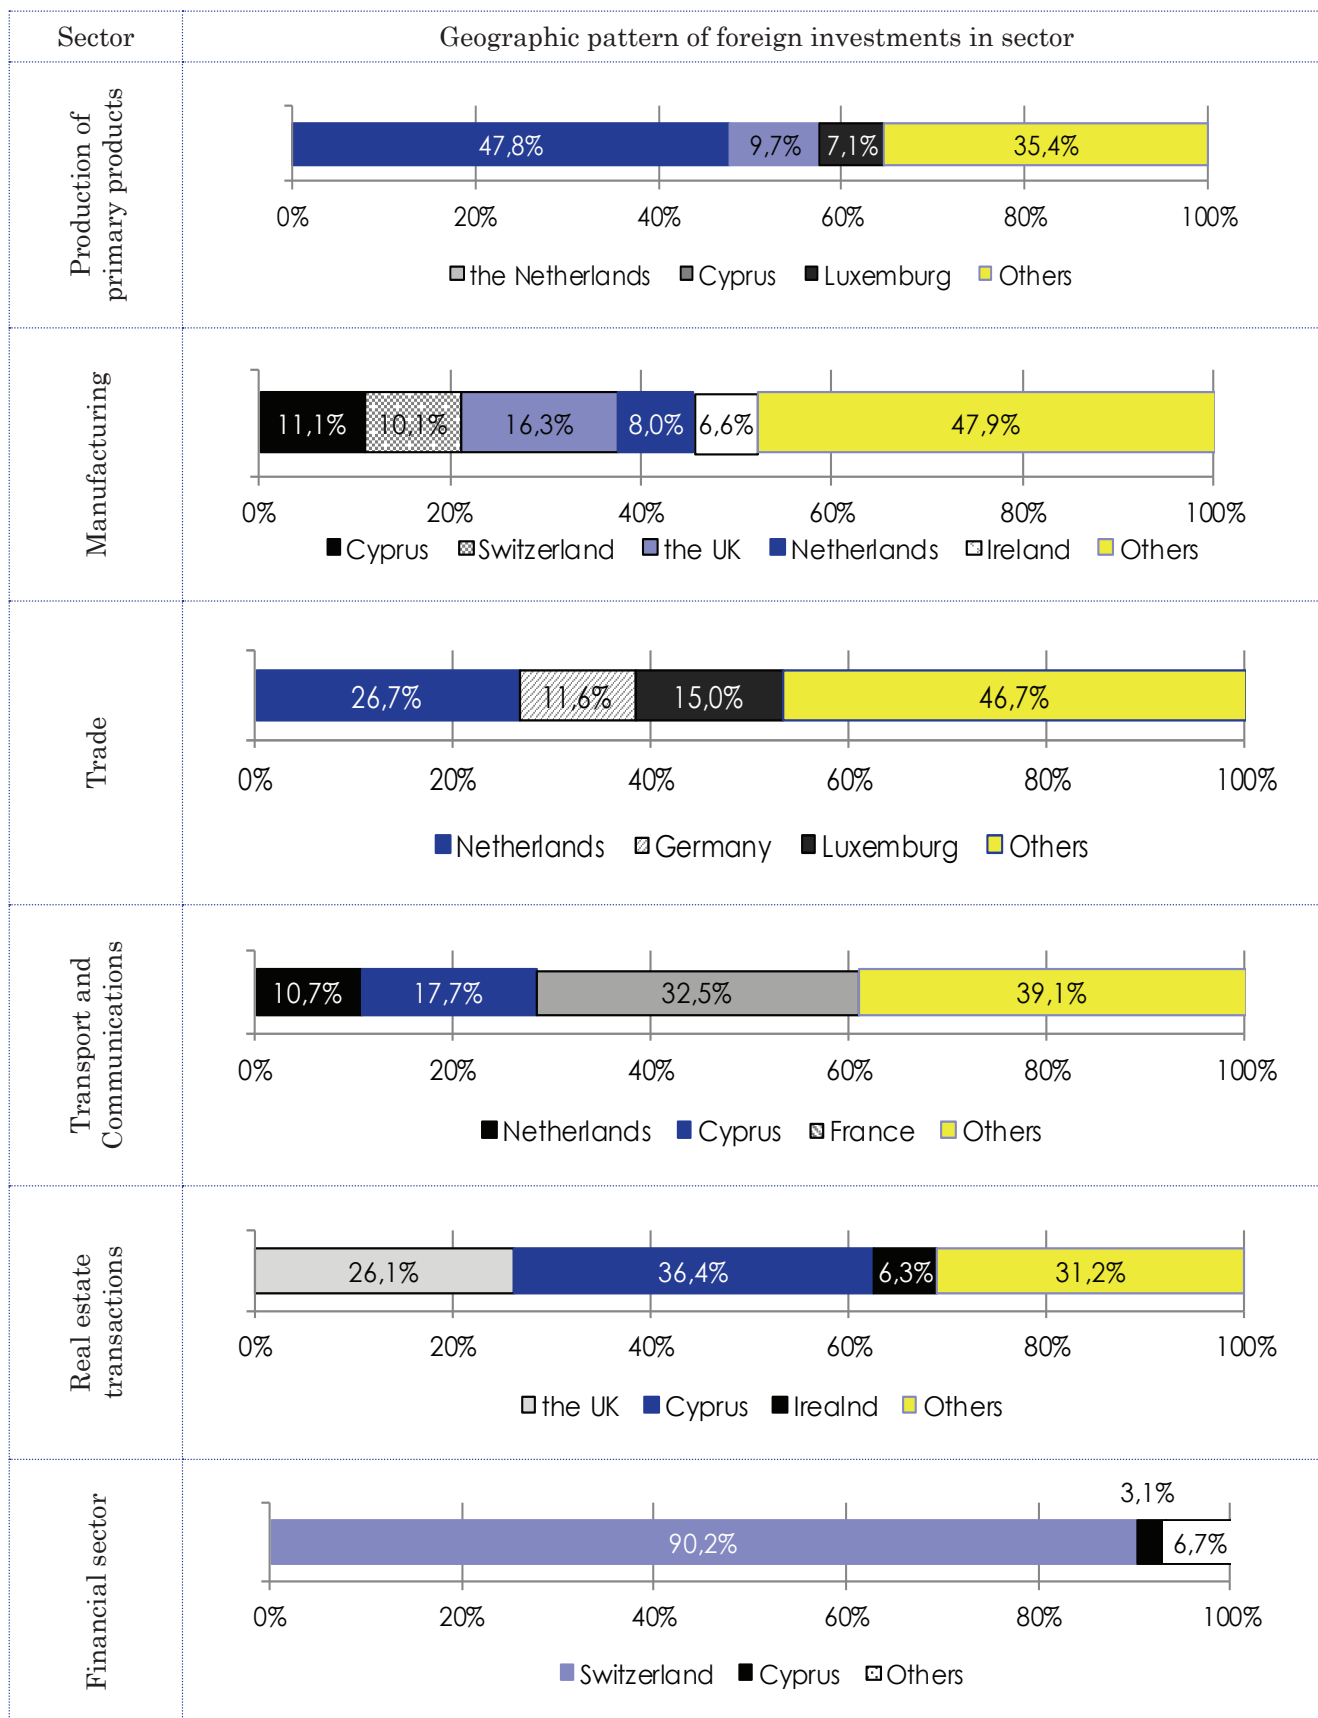 Sector
Geographic pattern of foreign investments in sector
Production of
primary products
47,8%
9,7%
7,1%
35,4%
0% 20% 40% 60% 80% 100%
the Netherlands Cyprus Luxemburg Others
Manufacturing
11,1%
10,1%
16,3%
8,0%
6,6%
47,9%
0% 20% 40% 60% 80% 100%
Cyprus Switzerland the UK Netherlands Ireland Others
Trade
26,7%
11,6%
15,0%
46,7%
0% 20% 40% 60% 80% 100%
Netherlands Germany Luxemburg Others
Transport and
Communications
10,7%
17,7%
32,5%
39,1%
0% 20% 40% 60% 80% 100%
Netherlands Cyprus France Others
Real estate
transactions
26,1%
36,4%
6,3%
31,2%
0% 20% 40% 60% 80% 100%
the UK Cyprus Irealnd Others
Financial sector
3,1%
90,2%
6,7%
0% 20% 40% 60% 80% 100%
Switzerland Cyprus Others